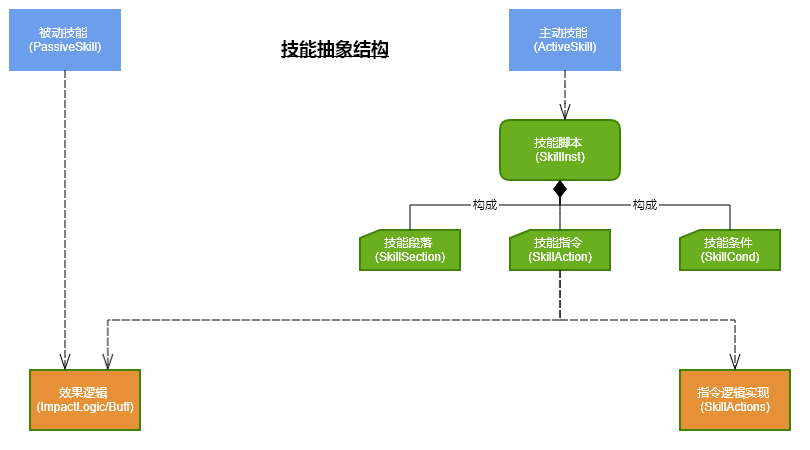 被动技能
(PassiveSkill)
技能抽象结构
主动技能
(ActiveSkill)
技能脚本
(SkillInst)
构成
构成
技能段落
(SkillSection)
技能指令
(SkillAction)
技能条件
(SkillCond)
效果逻辑
(ImpactLogic/Buff)
指令逻辑实现
(SkillActions)